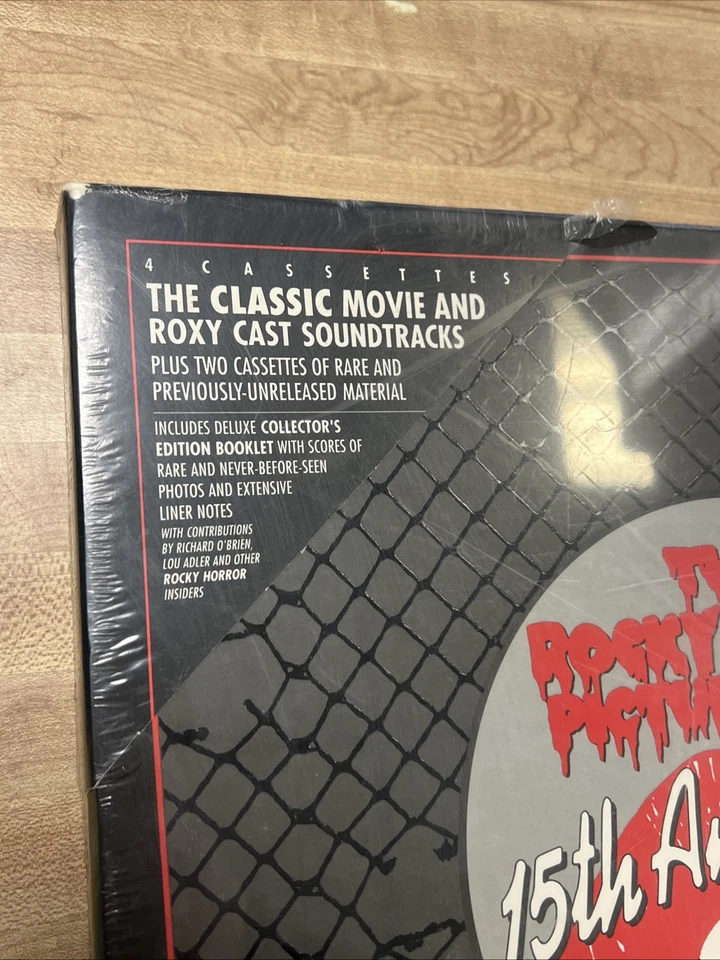 4 CASSETTES
THE CLASSIC MOVIE AND
ROXY CAST SOUNDTRACKS
PLUS TWO CASSETTES OF RARE AND
PREVIOUSLY-UNRELEASED MATERIAL
INCLUDES DELUXE COLLECTOR'S
EDITION BOOKLET WITH SCORES OF
RARE AND NEVER-BEFORE-SEEN
PHOTOS AND EXTENSIVE
LINER NOTES
WITH CONTRIBUTIONS
BY RICHARD O'BRIEN,
LOU ADLER AND OTHER
ROCKY HORROR
INSIDERS
ROCKY
15th